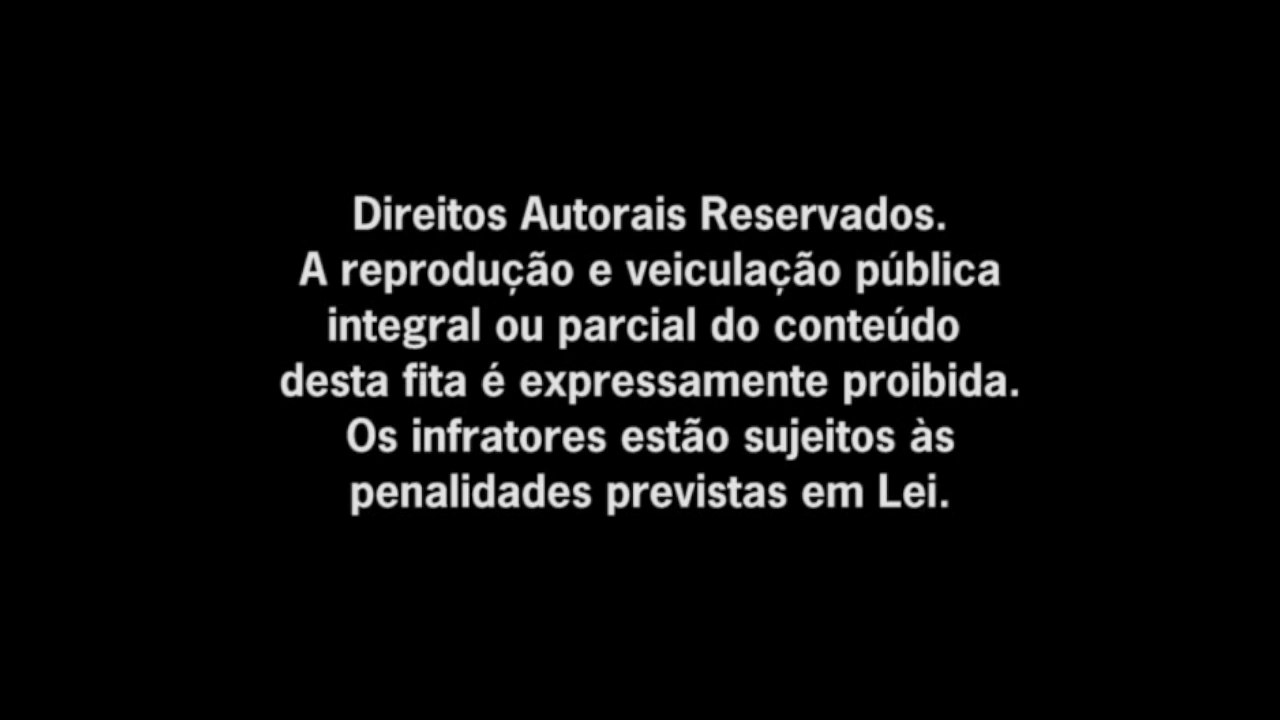 Direitos Autorais Reservados.
A reprodução e veiculação pública
integral ou parcial do conteúdo
desta fita é expressamente proibida.
Os infratores estão sujeitos às
penalidades previstas em Lei.